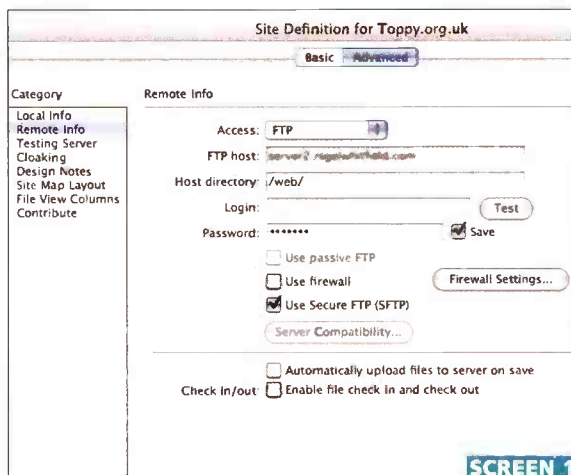 Site Definition for Toppy.org.uk
Basic Advanced
Category
Local Info
Remote Info
Testing Server
Cloaking
Design Notes
Site Map Layout
File View Columns
Contribute
Remote Info
Access: FTP
FTP host:
Host directory: /web/
Login: Test
Password: ••••••• Save
Use passive FTP
Use firewall Firewall Settings...
Use Secure FTP (SFTP)
Server Compatibility...
Automatically upload files to server on save
Check in/out: Enable file check in and check out
SCREEN 1